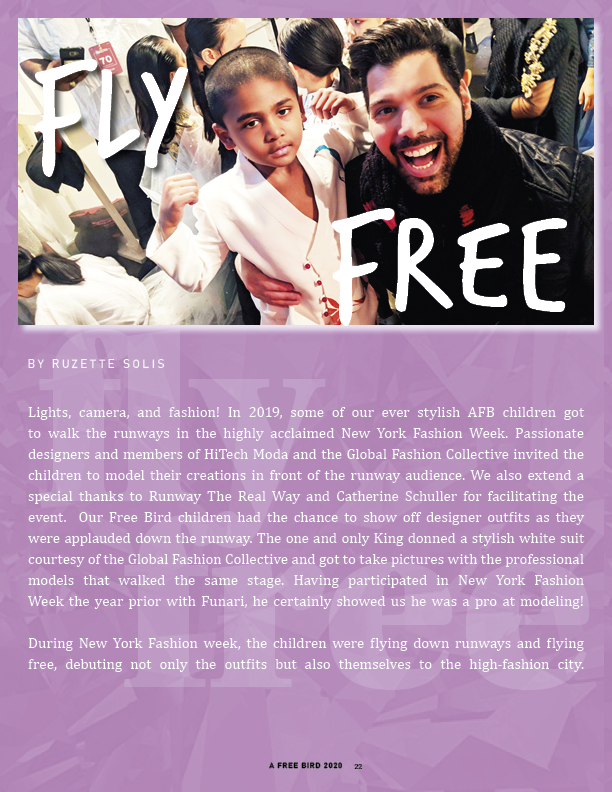 70
FLY
FREE
BY RUZETTE SOLIS
Lights, camera, and fashion! In 2019, some of our ever stylish AFB children got
to walk the runways in the highly acclaimed New York Fashion Week. Passionate
designers and members of HiTech Moda and the Global Fashion Collective invited the
children to model their creations in front of the runway audience. We also extend a
special thanks to Runway The Real Way and Catherine Schuller for facilitating the
event. Our Free Bird children had the chance to show off designer outfits as they
were applauded down the runway. The one and only King donned a stylish white suit
courtesy of the Global Fashion Collective and got to take pictures with the professional
models that walked the same stage. Having participated in New York Fashion
Week the year prior with Funari, he certainly showed us he was a pro at modeling!
During New York Fashion week, the children were flying down runways and flying
free, debuting not only the outfits but also themselves to the high-fashion city.
fly
free
A FREE BIRD 2020 22